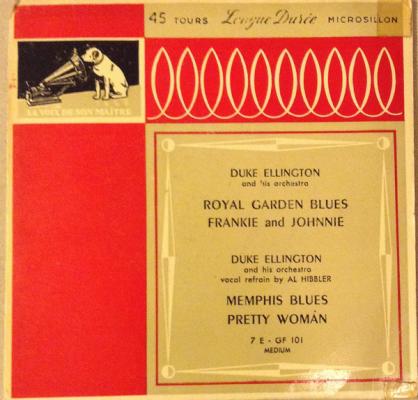 45 TOURS Longue Durée MICROSILLON
LA VOIX DE SON MAÎTRE
DUKE ELLINGTON
and his orchestra
ROYAL GARDEN BLUES
FRANKIE and JOHNNIE
DUKE ELLINGTON
and his orchestra
vocal refrain by AL HIBBLER
MEMPHIS BLUES
PRETTY WOMAN
7 E - GF 101
MEDIUM